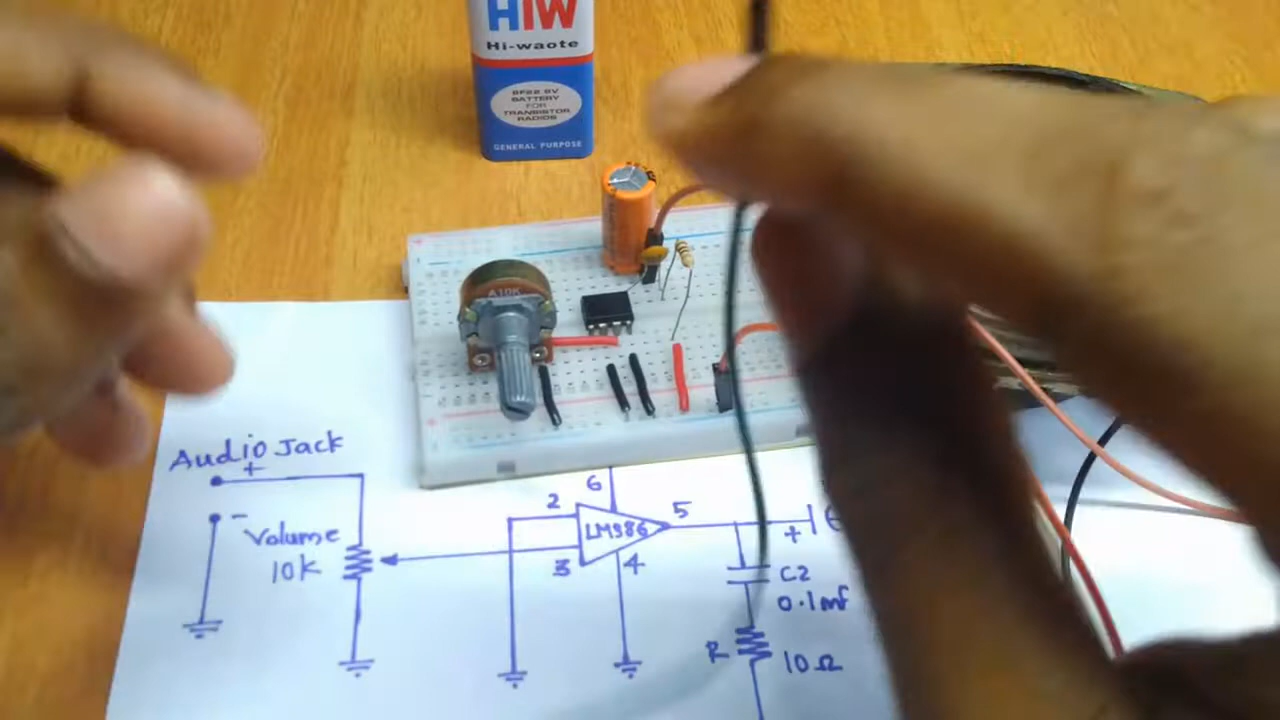 HIW
Hi-waote
6F22 9V
BATTERY
FOR
TRANSISTOR
RADIOS
GENERAL PURPOSE
A10K
Audio Jack
+
-
Volume
10K
2
3
6
LM386
5
4
+
C2
0.1mf
R
10Ω